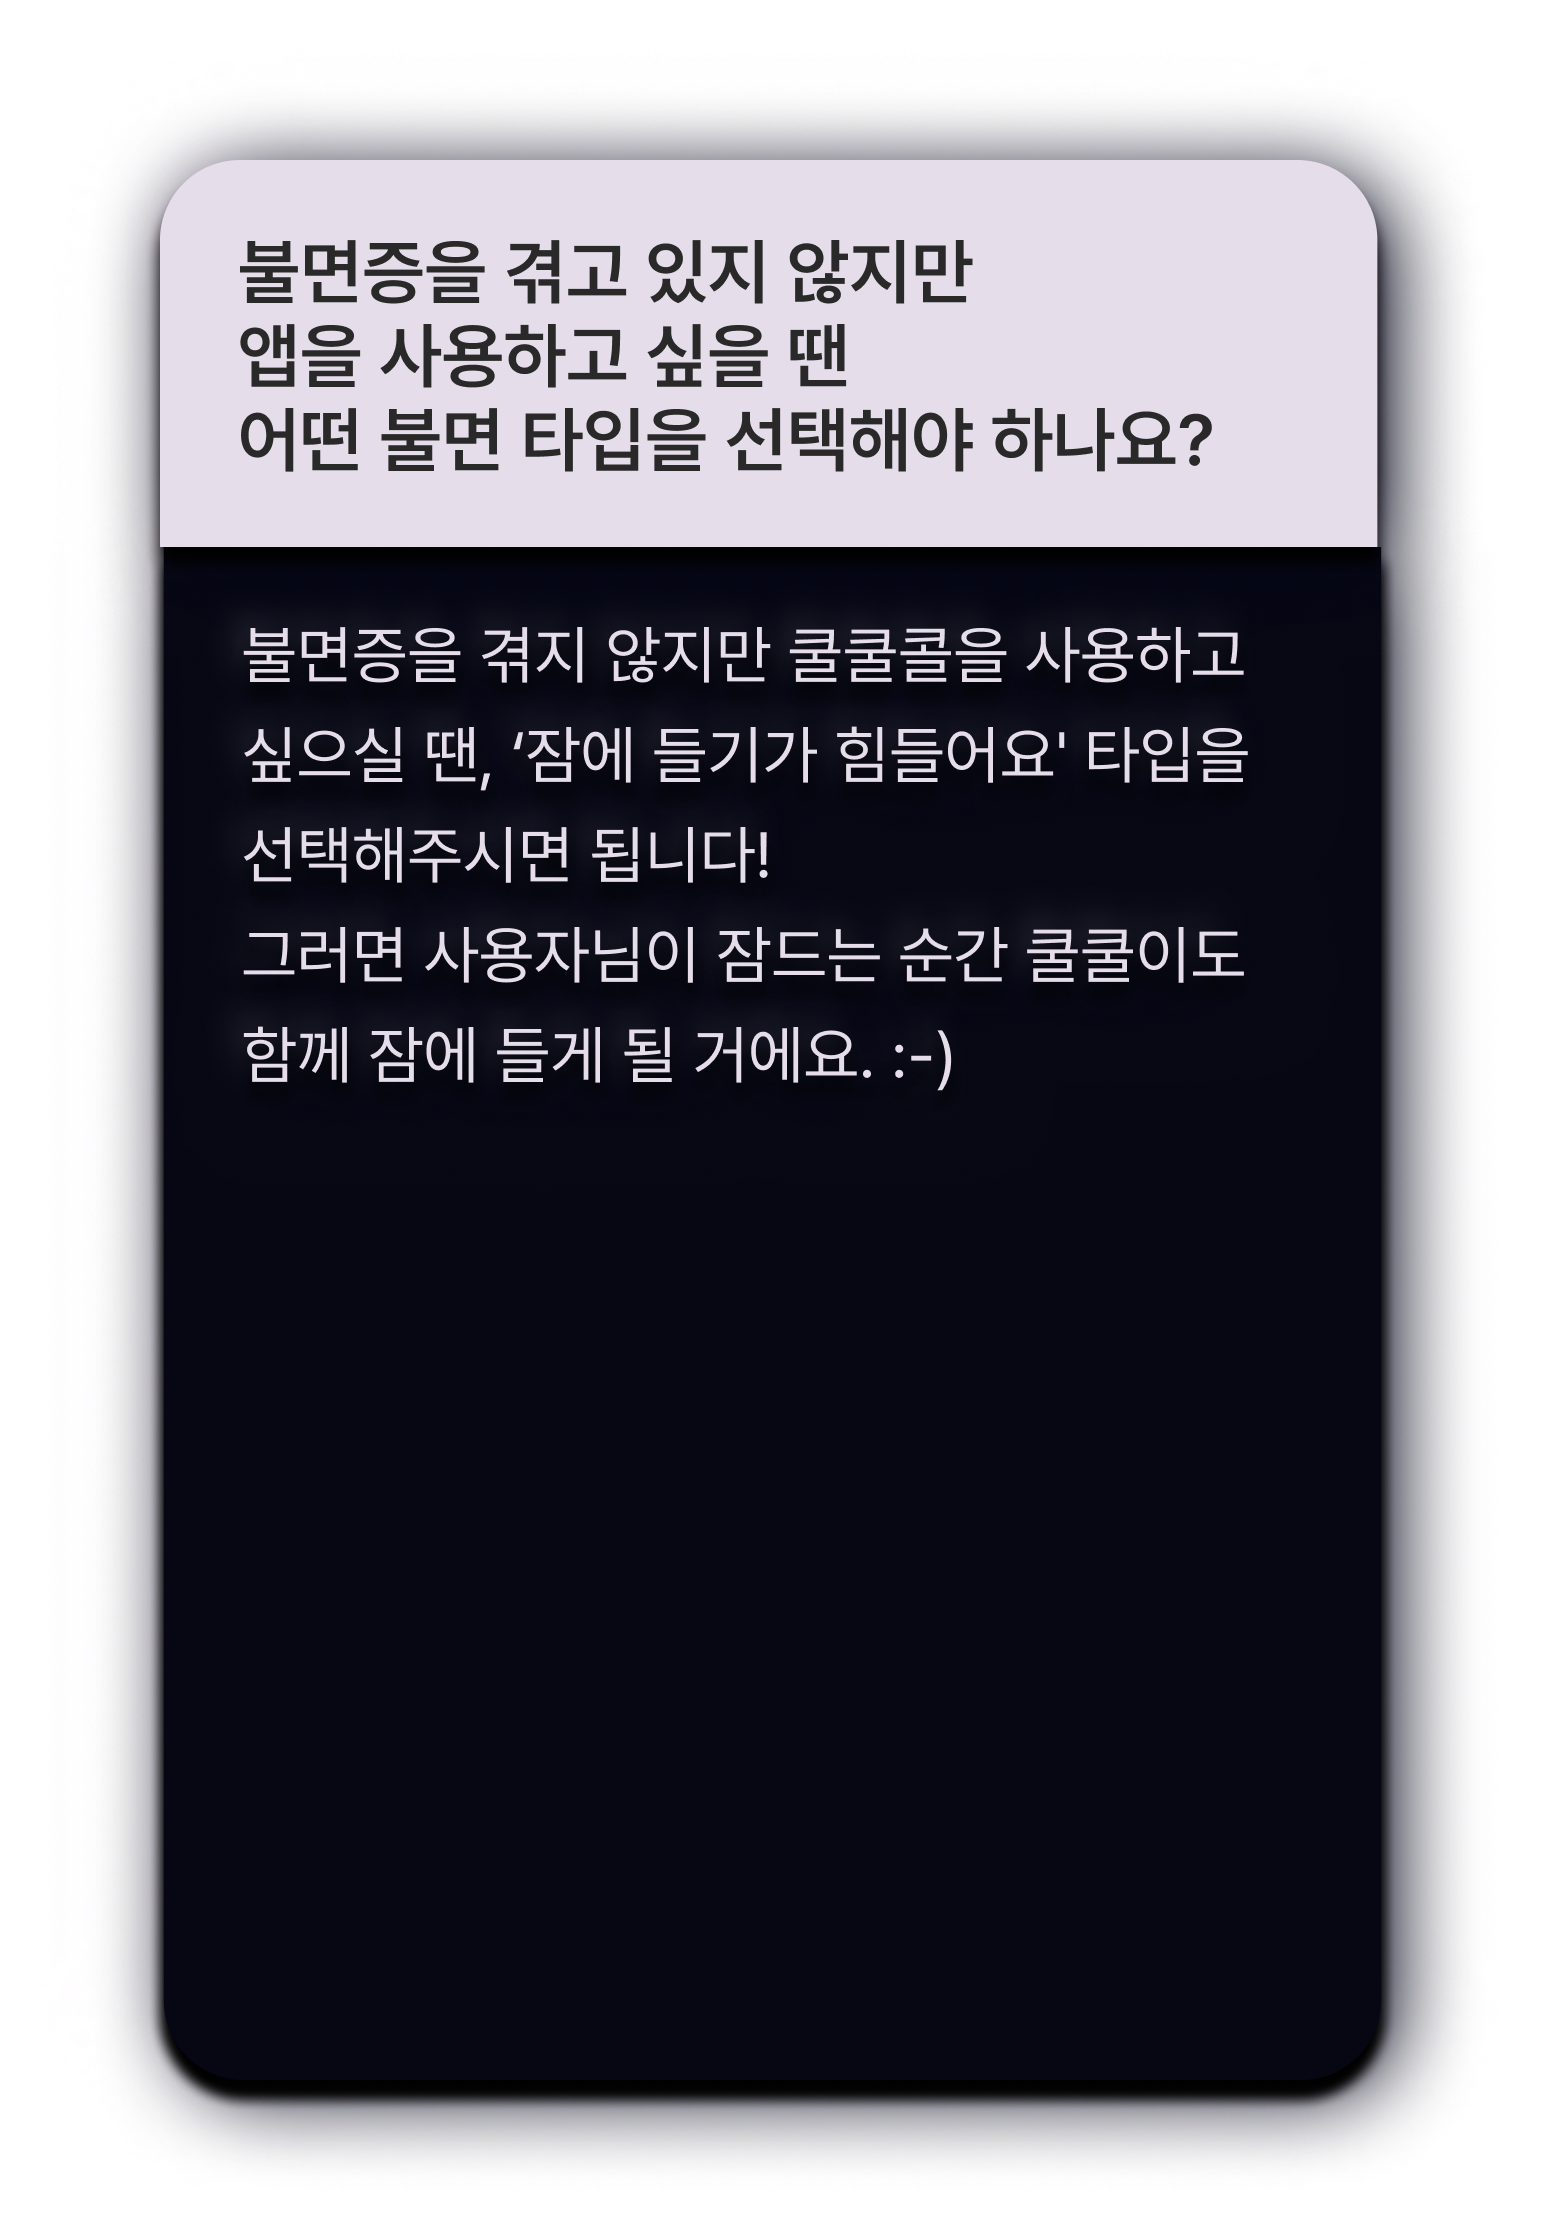 불면증을 겪고 있지 않지만
앱을 사용하고 싶을 땐
어떤 불면 타입을 선택해야 하나요?
불면증을 겪지 않지만 쿨쿨콜을 사용하고
싶으실 땐, ‘잠에 들기가 힘들어요' 타입을
선택해주시면 됩니다!
그러면 사용자님이 잠드는 순간 쿨쿨이도
함께 잠에 들게 될 거에요. :-)